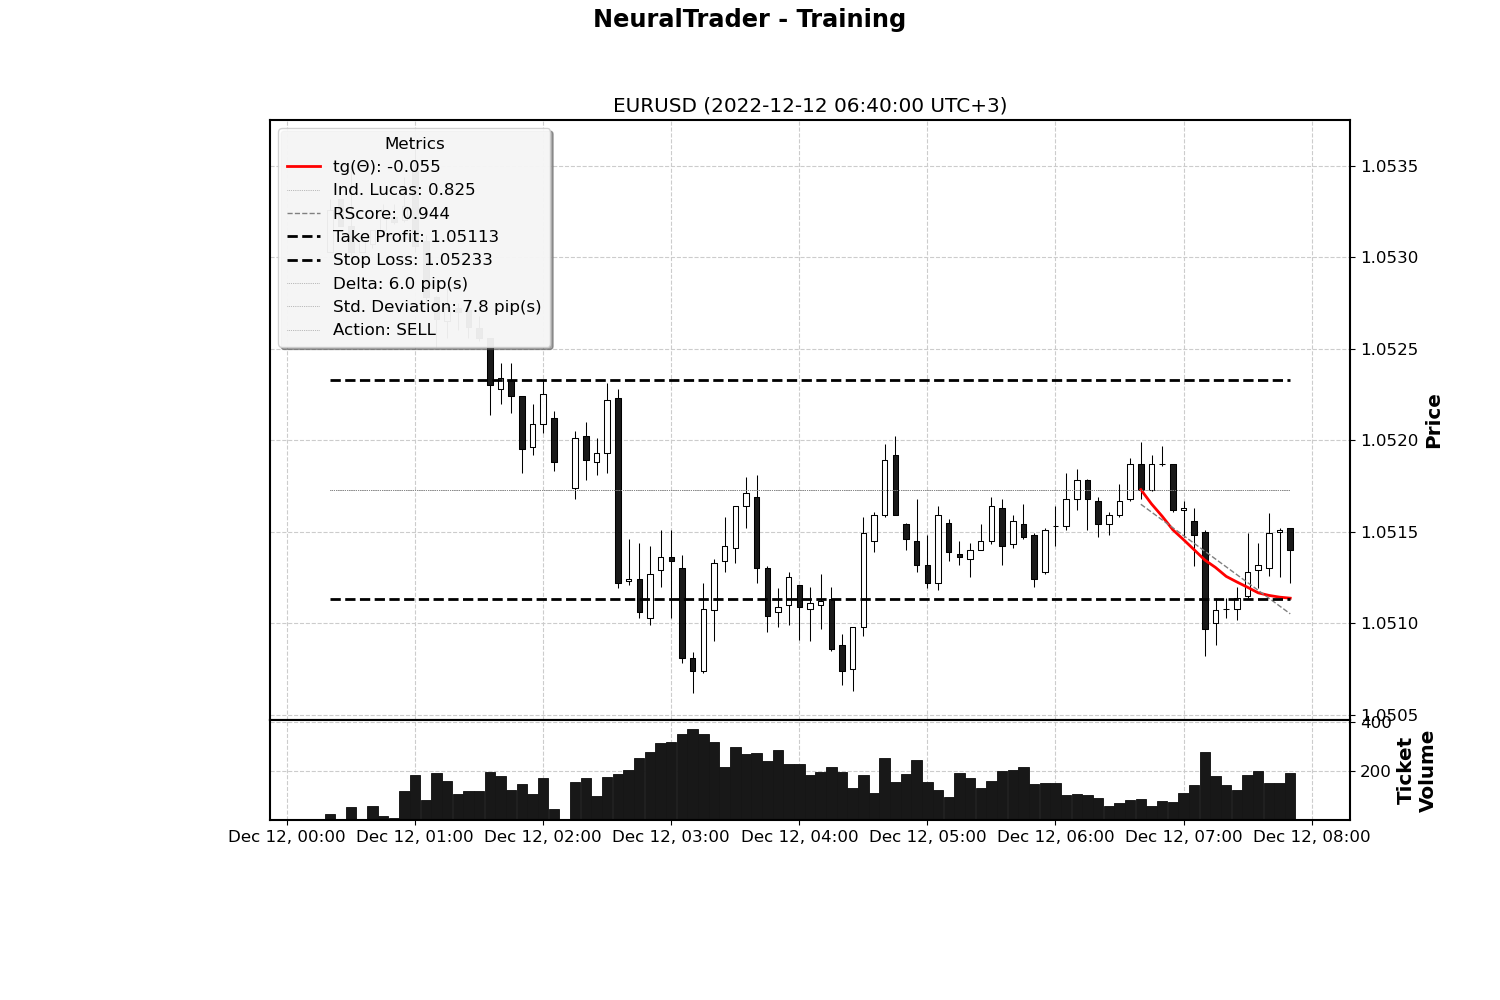 NeuralTrader - Training
EURUSD (2022-12-12 06:40:00 UTC+3)
Metrics
tg(Θ): -0.055
Ind. Lucas: 0.825
RScore: 0.944
Take Profit: 1.05113
Stop Loss: 1.05233
Delta: 6.0 pip(s)
Std. Deviation: 7.8 pip(s)
Action: SELL
1.0535
1.0530
1.0525
1.0520
1.0515
1.0510
1.0505
Price
400
200
Ticket
Volume
Dec 12, 00:00 Dec 12, 01:00 Dec 12, 02:00 Dec 12, 03:00 Dec 12, 04:00 Dec 12, 05:00 Dec 12, 06:00 Dec 12, 07:00 Dec 12, 08:00